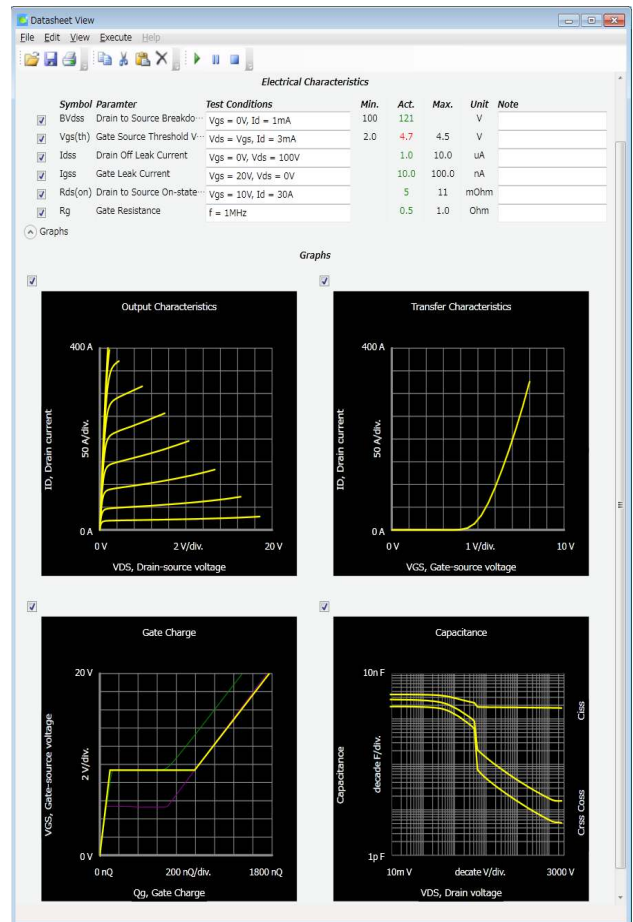 Datasheet View
File Edit View Execute Help
Electrical Characteristics
Symbol Paramter Test Conditions Min. Act. Max. Unit Note
BVdss Drain to Source Breakdo... Vgs = 0V, Id = 1mA 100 121 V
Vgs(th) Gate Source Threshold V... Vds = Vgs, Id = 3mA 2.0 4.7 4.5 V
Idss Drain Off Leak Current Vgs = 0V, Vds = 100V 1.0 10.0 uA
Igss Gate Leak Current Vgs = 20V, Vds = 0V 10.0 100.0 nA
Rds(on) Drain to Source On-state... Vgs = 10V, Id = 30A 5 11 mOhm
Rg Gate Resistance f = 1MHz 0.5 1.0 Ohm
Graphs
Graphs
Output Characteristics
400 A
ID, Drain current
50 A/div.
0 A
0 V 2 V/div. 20 V
VDS, Drain-source voltage
Transfer Characteristics
400 A
ID, Drain current
50 A/div.
0 A
0 V 1 V/div. 10 V
VGS, Gate-source voltage
Gate Charge
20 V
VGS, Gate-source voltage
2 V/div.
0 V
0 nQ 200 nQ/div. 1800 nQ
Qg, Gate Charge
Capacitance
10n F
Capacitance
decade F/div.
1p F
10m V decate V/div. 3000 V
VDS, Drain voltage
Ciss
Crss Coss